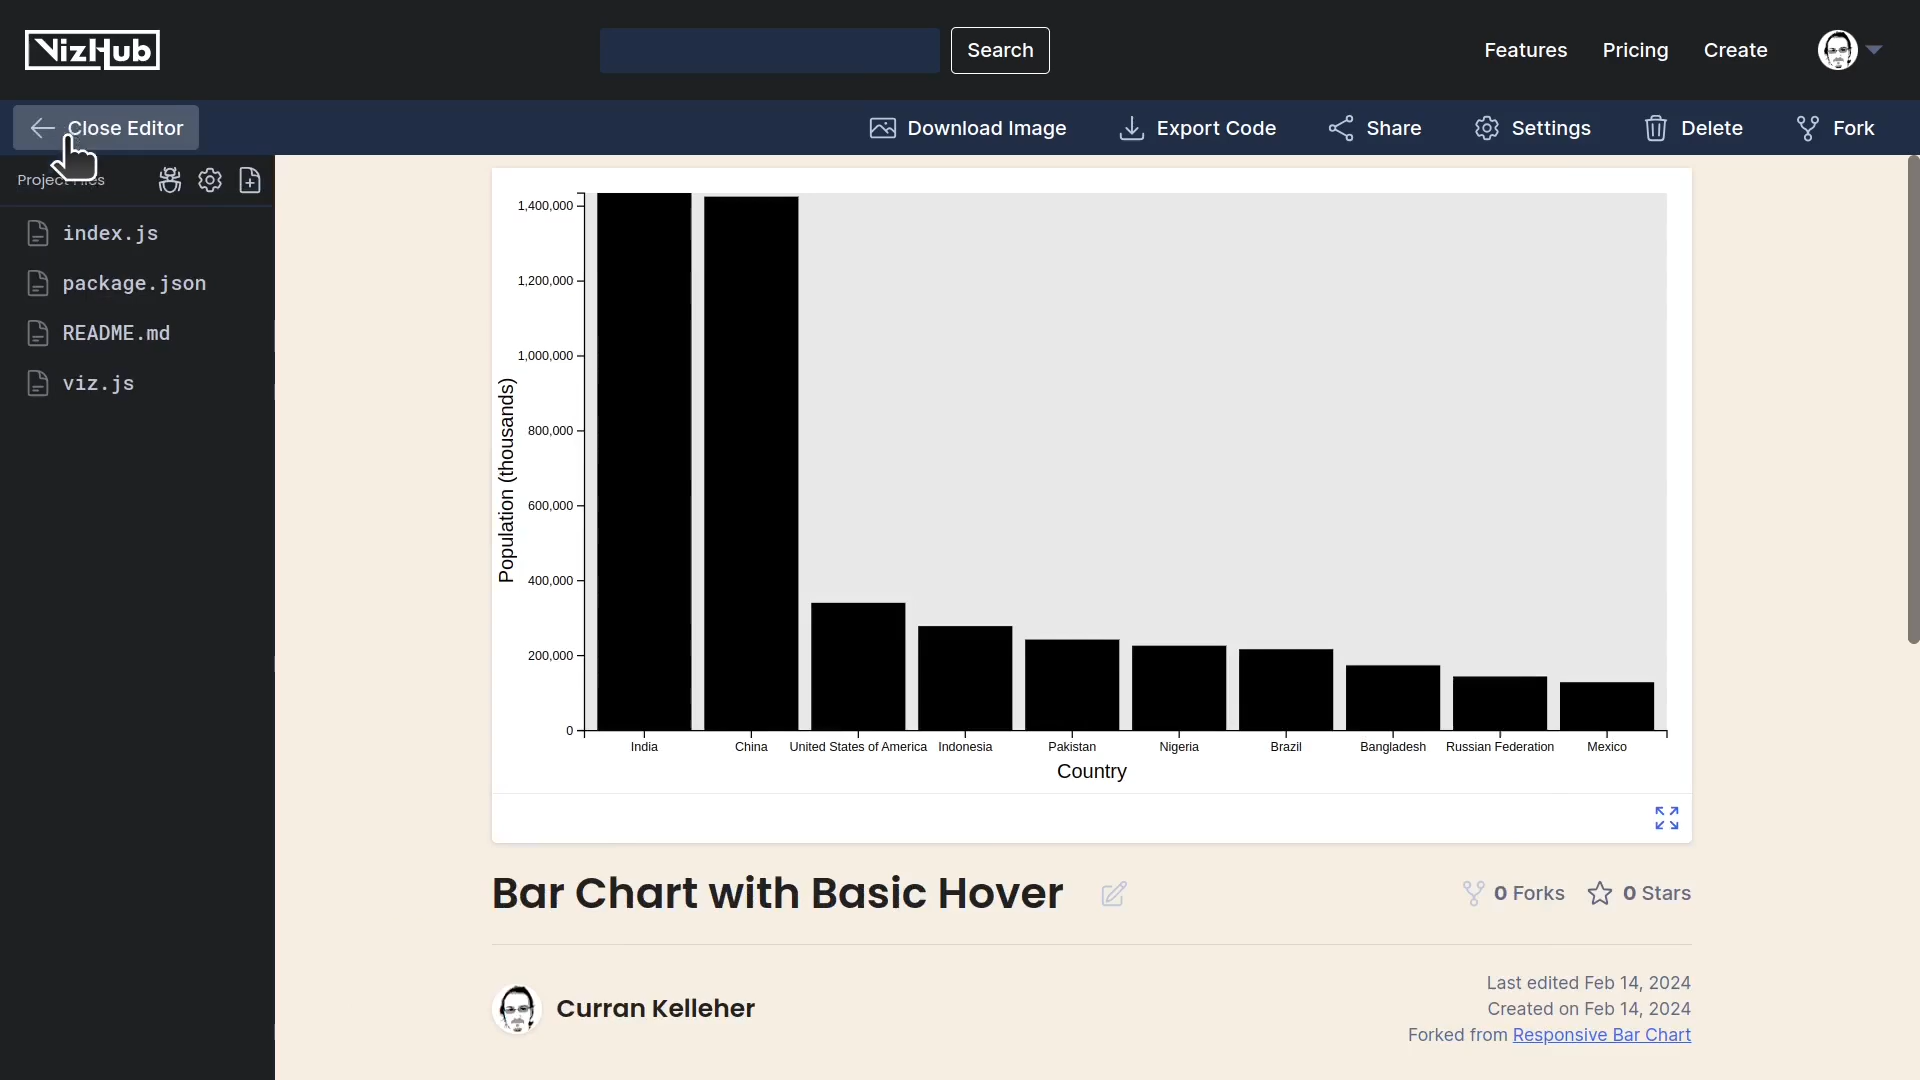 VizHub
Search
Features
Pricing
Create
Close Editor
Download Image
Export Code
Share
Settings
Delete
Fork
Project Files
index.js
package.json
README.md
viz.js
Population (thousands)
1,400,000
1,200,000
1,000,000
800,000
600,000
400,000
200,000
0
India
China
United States of America
Indonesia
Pakistan
Nigeria
Brazil
Bangladesh
Russian Federation
Mexico
Country
Bar Chart with Basic Hover
0 Forks
0 Stars
Curran Kelleher
Last edited Feb 14, 2024
Created on Feb 14, 2024
Forked from Responsive Bar Chart